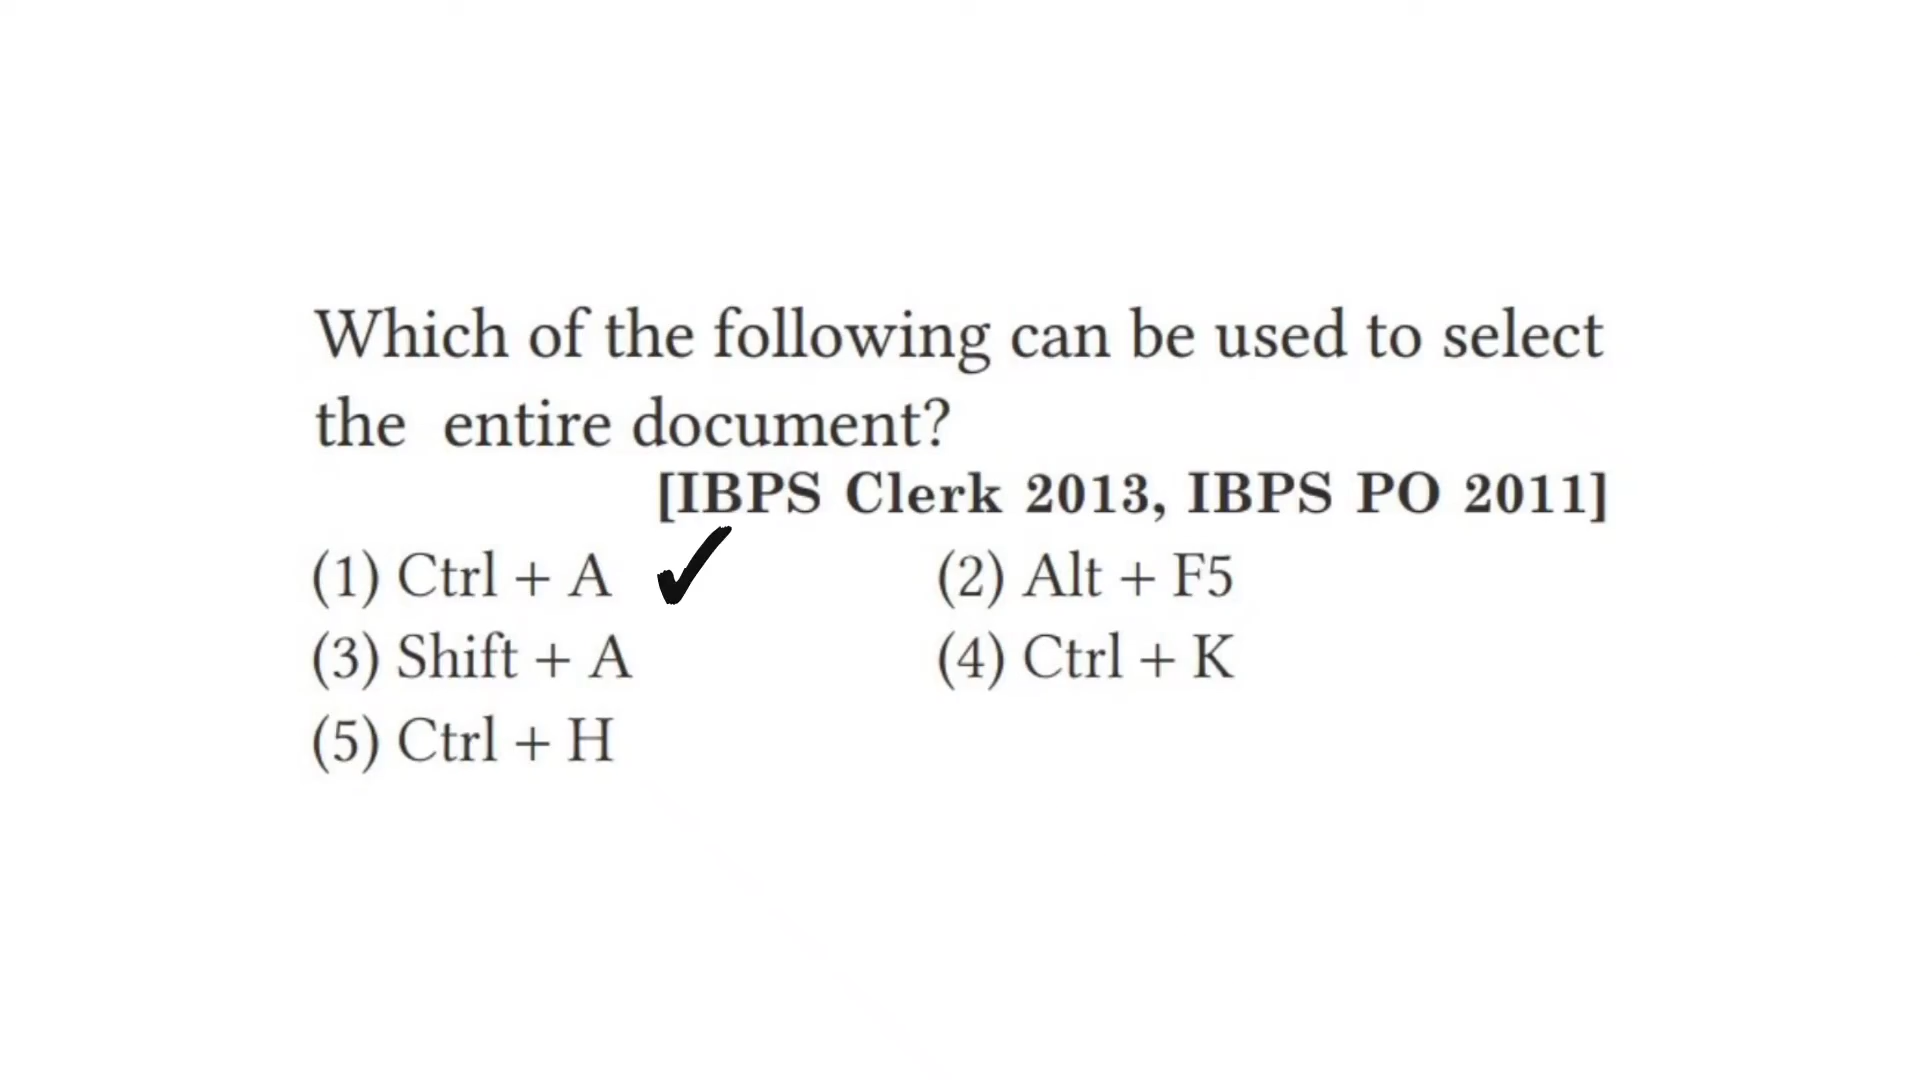 Which of the following can be used to select
the entire document?
[IBPS Clerk 2013, IBPS PO 2011]
(1) Ctrl + A ✓ (2) Alt + F5
(3) Shift + A (4) Ctrl + K
(5) Ctrl + H